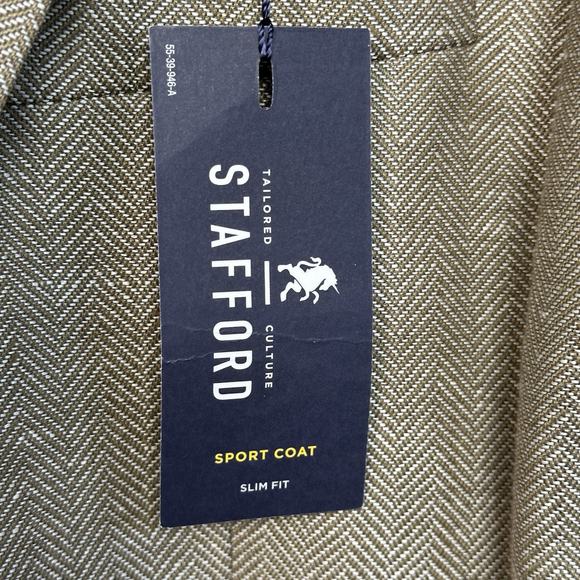 55-39-946-A
TAILORED CULTURE
STAFFORD
SPORT COAT
SLIM FIT